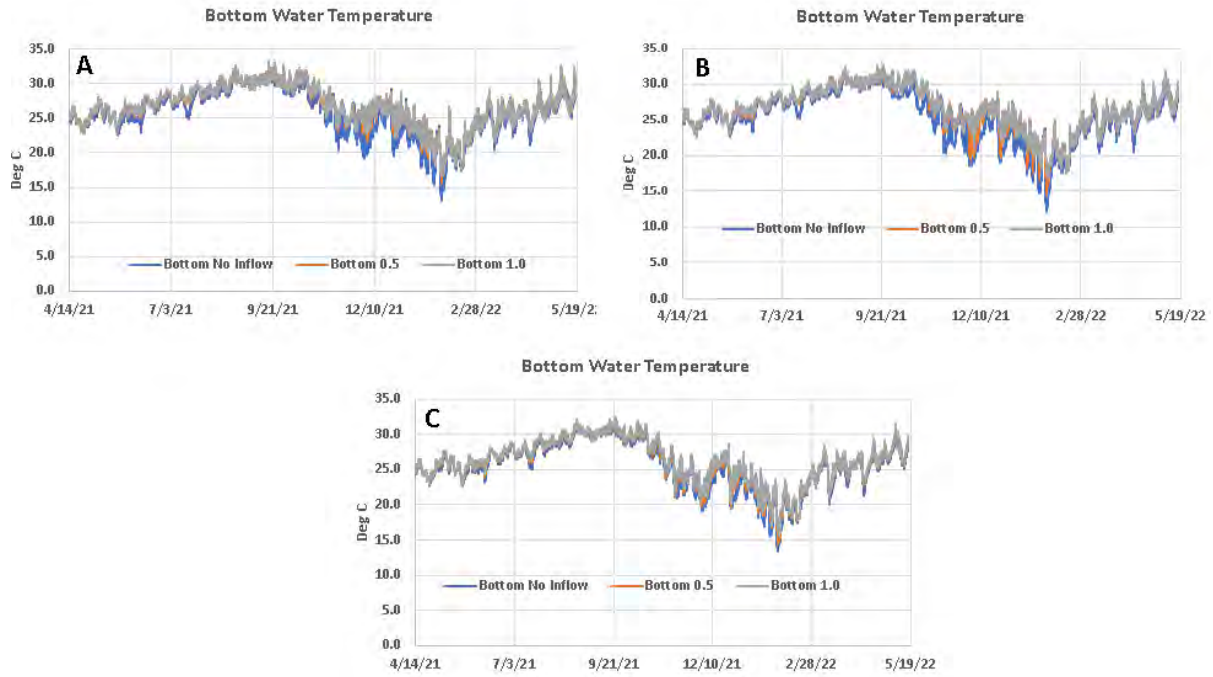 Bottom Water Temperature
A
35.0
30.0
25.0
20.0
15.0
10.0
5.0
0.0
Deg C
Bottom No Inflow Bottom 0.5 Bottom 1.0
4/14/21 7/3/21 9/21/21 12/10/21 2/28/22 5/19/2
Bottom Water Temperature
B
35.0
30.0
25.0
20.0
15.0
10.0
5.0
0.0
Deg C
Bottom No Inflow Bottom 0.5 Bottom 1.0
4/14/21 7/3/21 9/21/21 12/10/21 2/28/22 5/19/22
Bottom Water Temperature
C
35.0
30.0
25.0
20.0
15.0
10.0
5.0
0.0
Deg C
Bottom No Inflow Bottom 0.5 Bottom 1.0
4/14/21 7/3/21 9/21/21 12/10/21 2/28/22 5/19/22